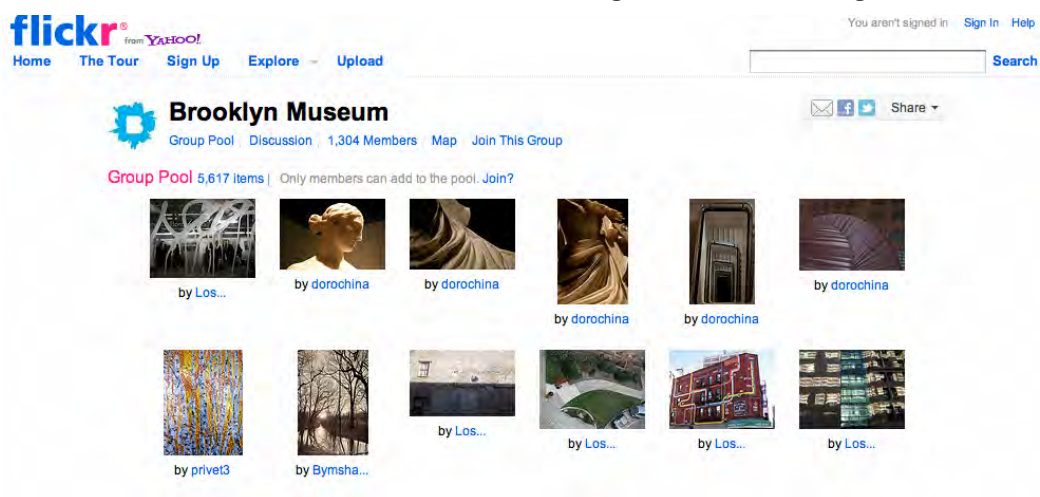 flickr® from YAHOO!
You aren't signed in Sign In Help
Home The Tour Sign Up Explore Upload
Search
Brooklyn Museum
Share
Group Pool Discussion 1,304 Members Map Join This Group
Group Pool 5,617 items | Only members can add to the pool. Join?
by Los... by dorochina by dorochina by dorochina by dorochina by dorochina
by privet3 by Bymsha... by Los... by Los... by Los... by Los...